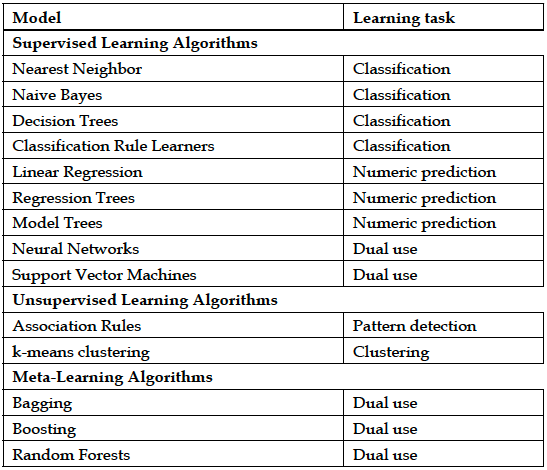 Model Learning task
Supervised Learning Algorithms
Nearest Neighbor Classification
Naive Bayes Classification
Decision Trees Classification
Classification Rule Learners Classification
Linear Regression Numeric prediction
Regression Trees Numeric prediction
Model Trees Numeric prediction
Neural Networks Dual use
Support Vector Machines Dual use
Unsupervised Learning Algorithms
Association Rules Pattern detection
k-means clustering Clustering
Meta-Learning Algorithms
Bagging Dual use
Boosting Dual use
Random Forests Dual use